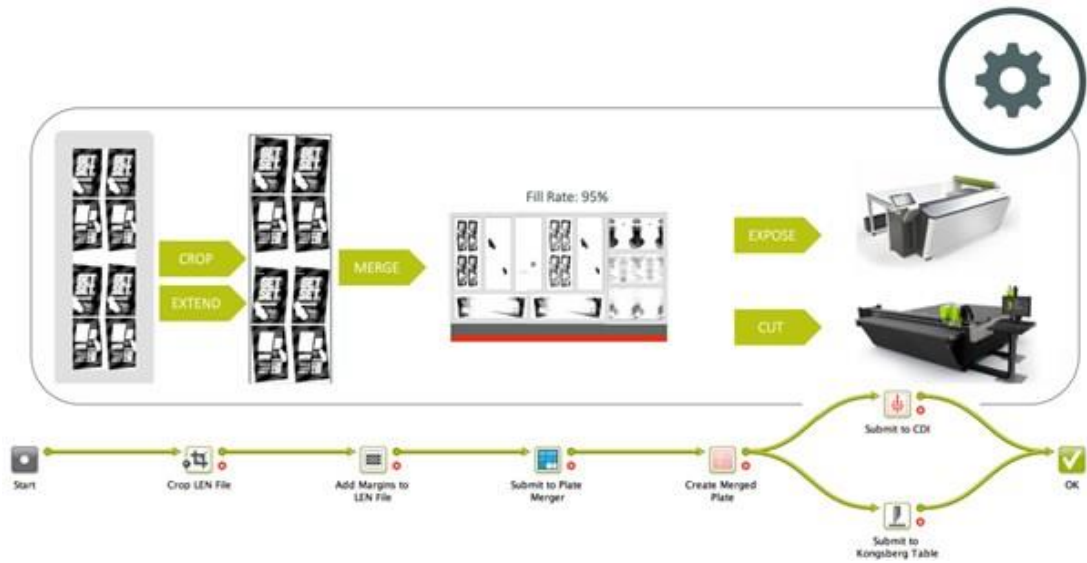 Fill Rate: 95%
CROP
EXTEND
MERGE
EXPOSE
CUT
Start
Crop LEN File
Add Margins to
LEN File
Submit to Plate
Merger
Create Merged
Plate
Submit to CDI
Submit to
Kongsberg Table
OK